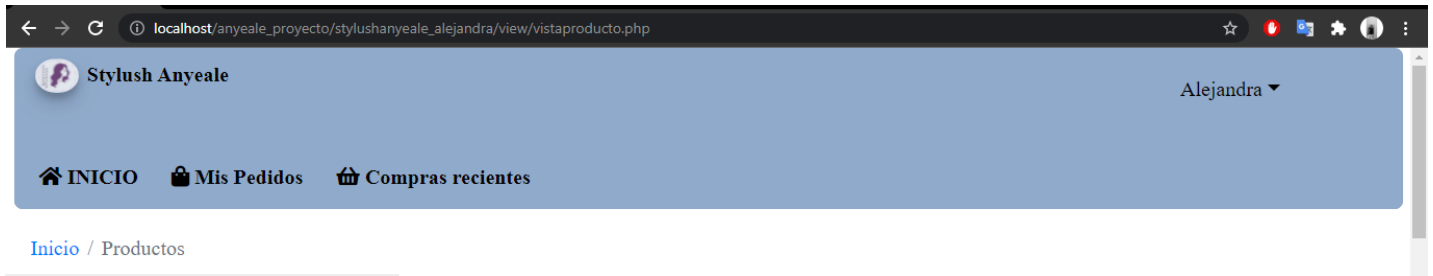 localhost/anyeale_proyecto/stylushanyeale_alejandra/view/vistaproducto.php
Stylush Anyeale
Alejandra
INICIO Mis Pedidos Compras recientes
Inicio / Productos